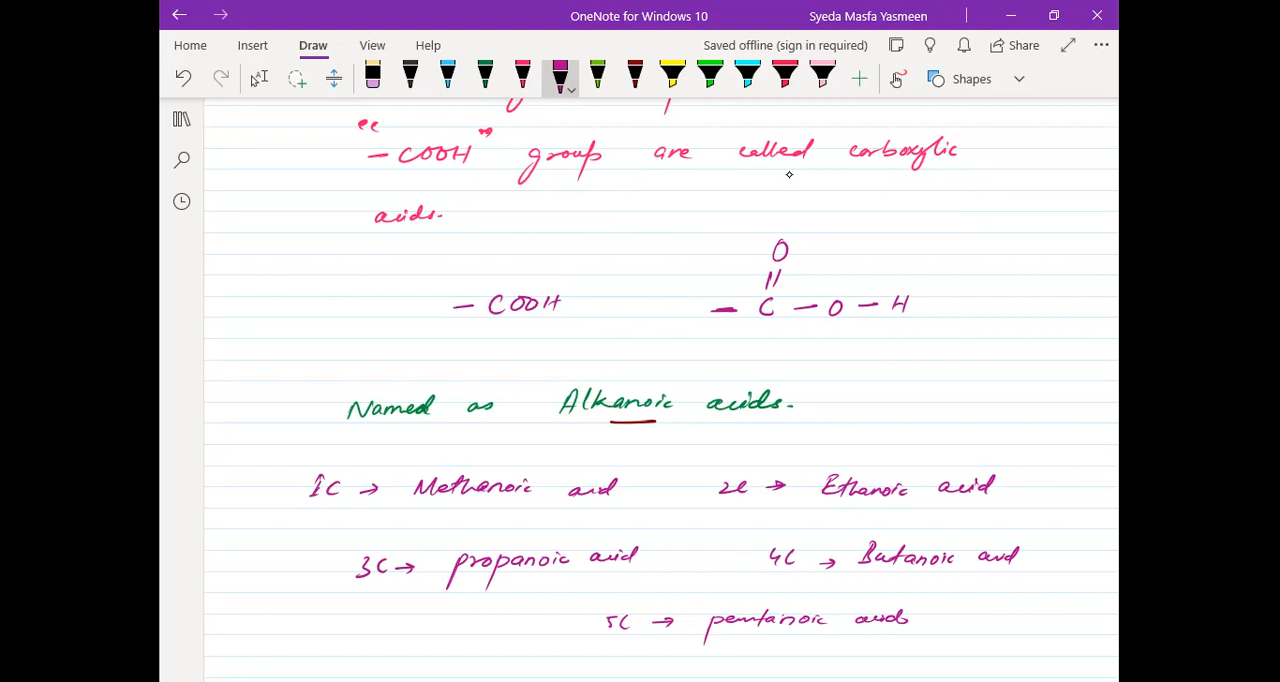 OneNote for Windows 10
Syeda Masfa Yasmeen
Home Insert Draw View Help
Saved offline (sign in required)
Share
Shapes
"-COOH" group are called carboxylic
acids.
O
||
- COOH - C - O - H
Named as Alkanoic acids.
1C → Methanoic acid 2C → Ethanoic acid
3C → propanoic acid 4C → Butanoic acid
5C → pentanoic acids